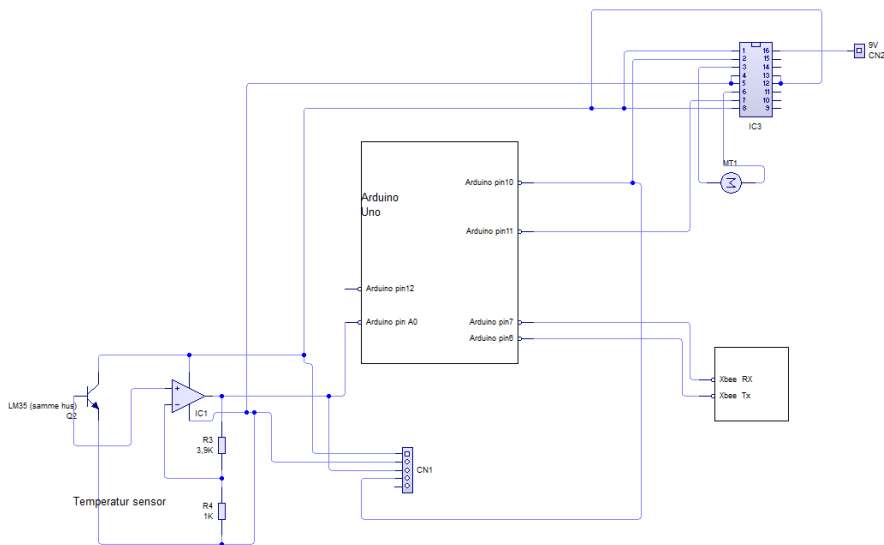 1 16
2 15
3 14
4 13
5 12
6 11
7 10
8 9
IC3
9V
CN2
MT1
Arduino
Uno
Arduino pin10
Arduino pin11
Arduino pin12
Arduino pin A0
Arduino pin7
Arduino pin6
Xbee RX
Xbee Tx
LM35 (samme hus)
Q2
+
−
IC1
R3
3,9K
R4
1K
CN1
Temperatur sensor